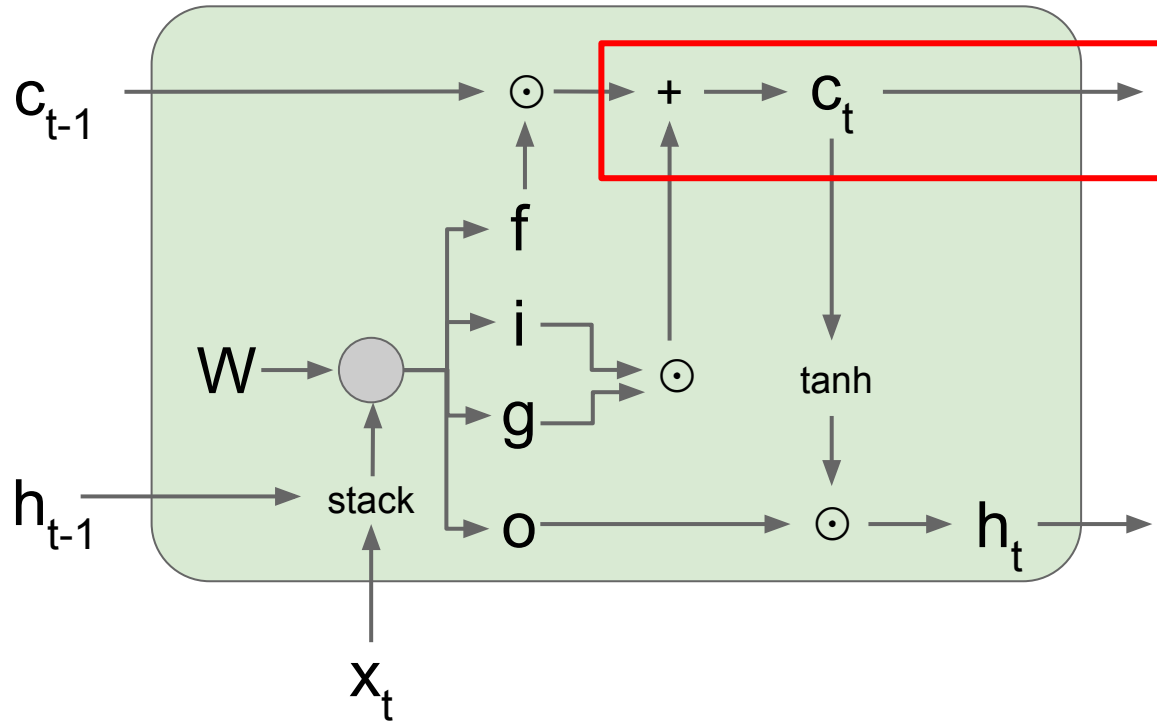 c_{t-1} ⊙ + c_t
f
i
W ⊙ tanh
g
h_{t-1} stack o ⊙ h_t
x_t